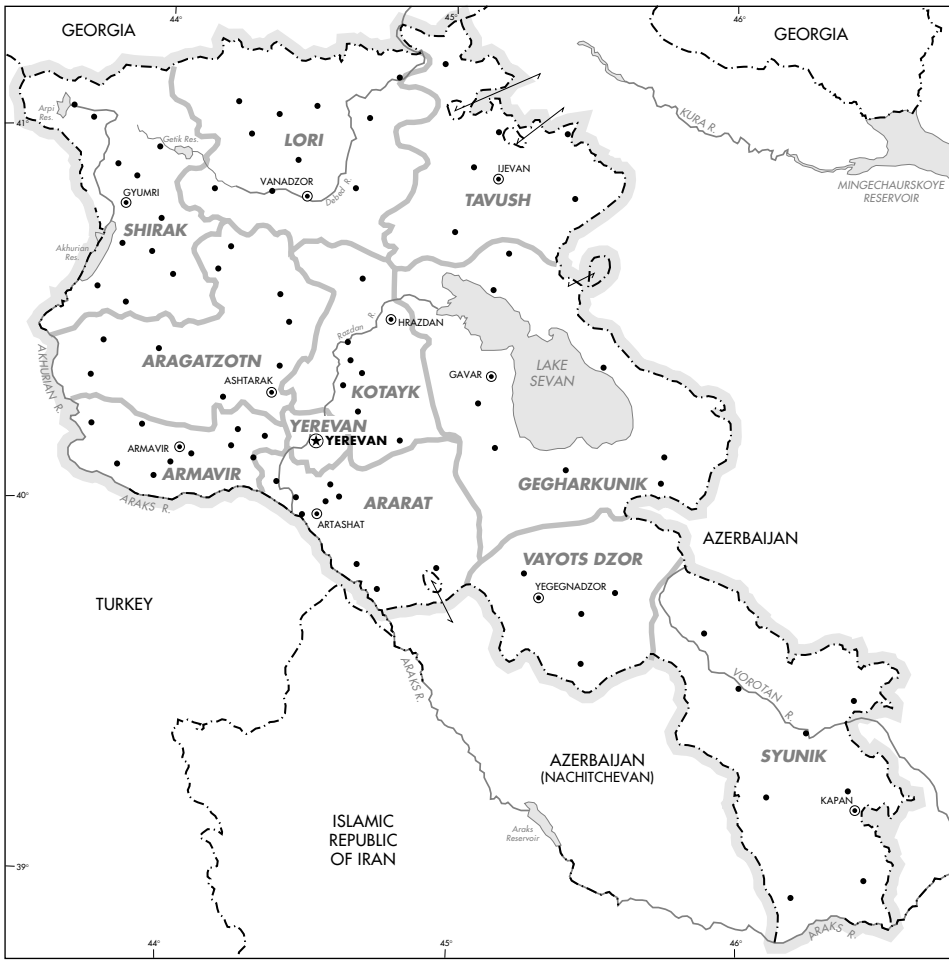 44°
45°
46°
GEORGIA
GEORGIA
Arpi
Res.
41°
Getik Res.
LORI
KURA R.
IJEVAN
MINGECHAURSKOYE
RESERVOIR
VANADZOR
Debed R.
TAVUSH
GYUMRI
SHIRAK
Akhurian
Res.
Razdan R.
HRAZDAN
AKHURIAN R.
ARAGATZOTN
LAKE
SEVAN
ASHTARAK
KOTAYK
GAVAR
YEREVAN
YEREVAN
ARMAVIR
ARMAVIR
GEGHARKUNIK
40°
ARAKS R.
ARARAT
ARTASHAT
AZERBAIJAN
VAYOTS DZOR
YEGEGNADZOR
TURKEY
ARAKS R.
VOROTAN R.
SYUNIK
AZERBAIJAN
(NACHITCHEVAN)
KAPAN
ISLAMIC
REPUBLIC
OF IRAN
Araks
Reservoir
39°
ARAKS R.
44°
45°
46°